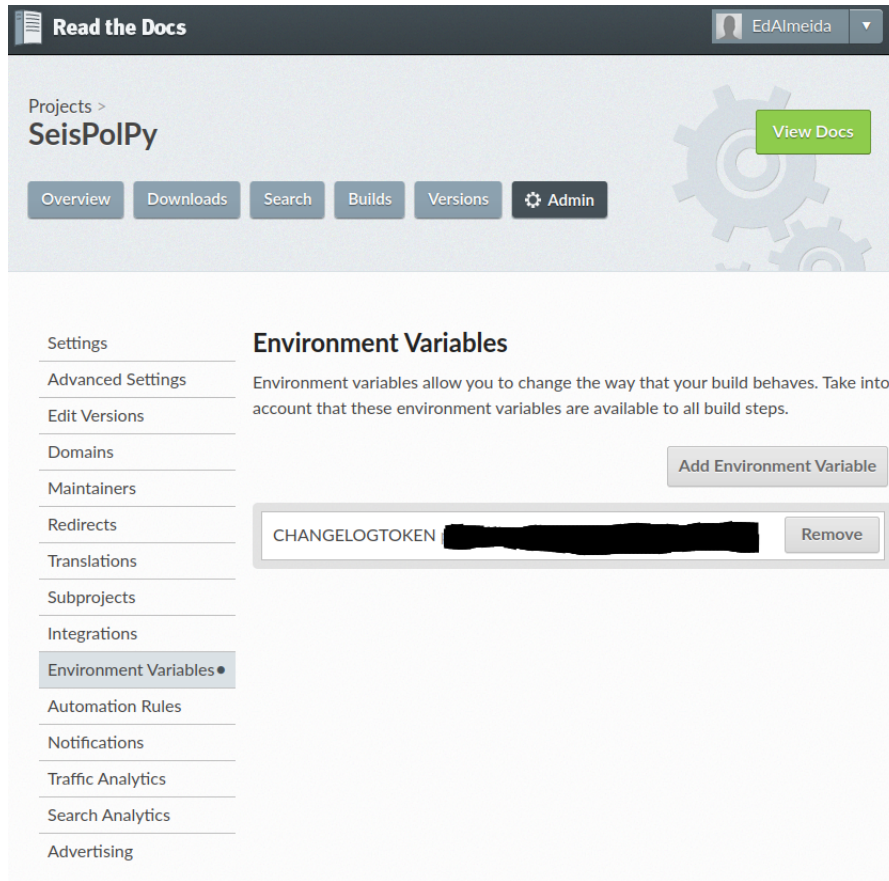 Read the Docs
EdAlmeida
Projects >
SeisPolPy
View Docs
Overview
Downloads
Search
Builds
Versions
Admin
Settings
Advanced Settings
Edit Versions
Domains
Maintainers
Redirects
Translations
Subprojects
Integrations
Environment Variables
Automation Rules
Notifications
Traffic Analytics
Search Analytics
Advertising
Environment Variables
Environment variables allow you to change the way that your build behaves. Take into
account that these environment variables are available to all build steps.
Add Environment Variable
CHANGELOGTOKEN
Remove